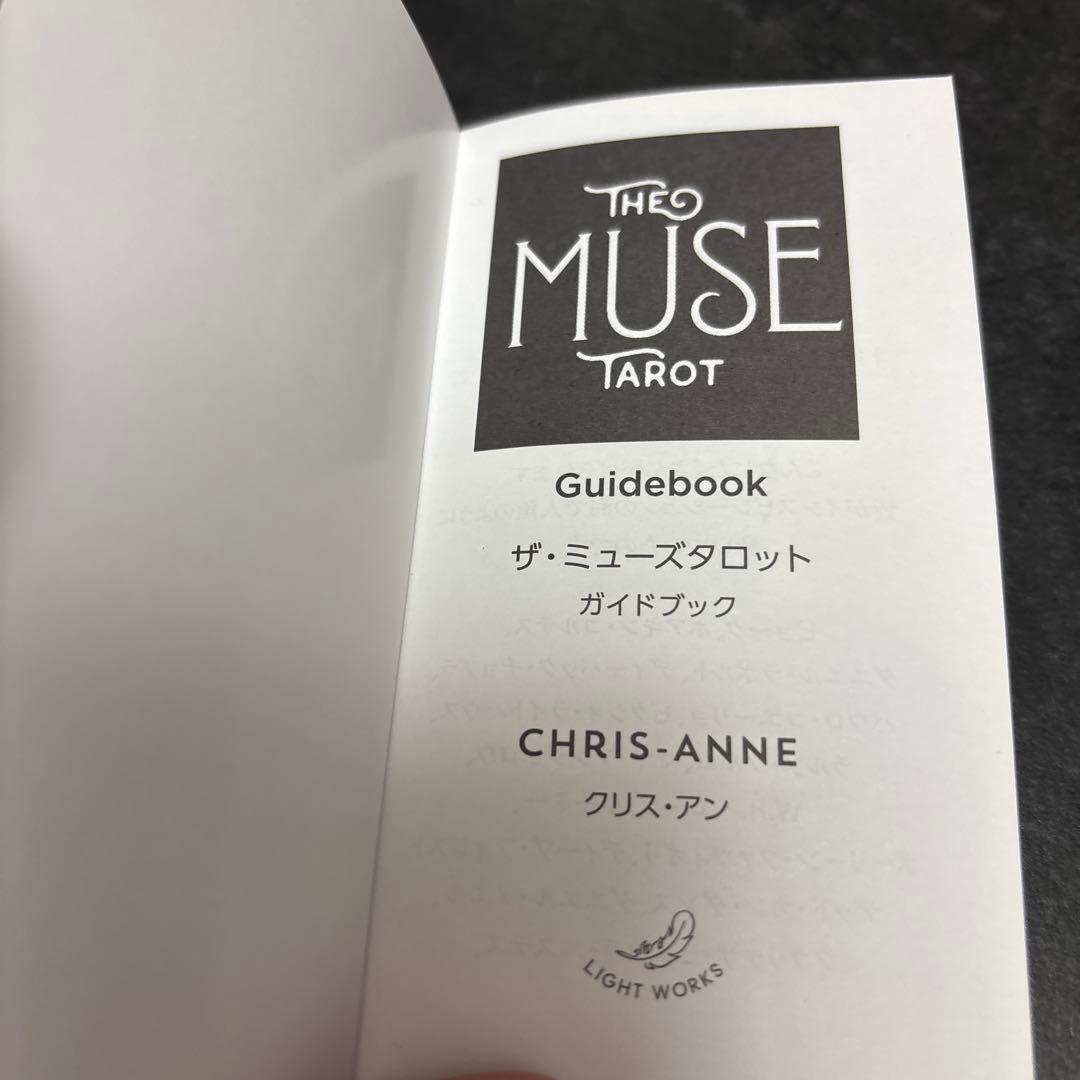 THE
MUSE
TAROT
Guidebook
ザ・ミューズタロット
ガイドブック
CHRIS-ANNE
クリス・アン
LIGHT WORKS